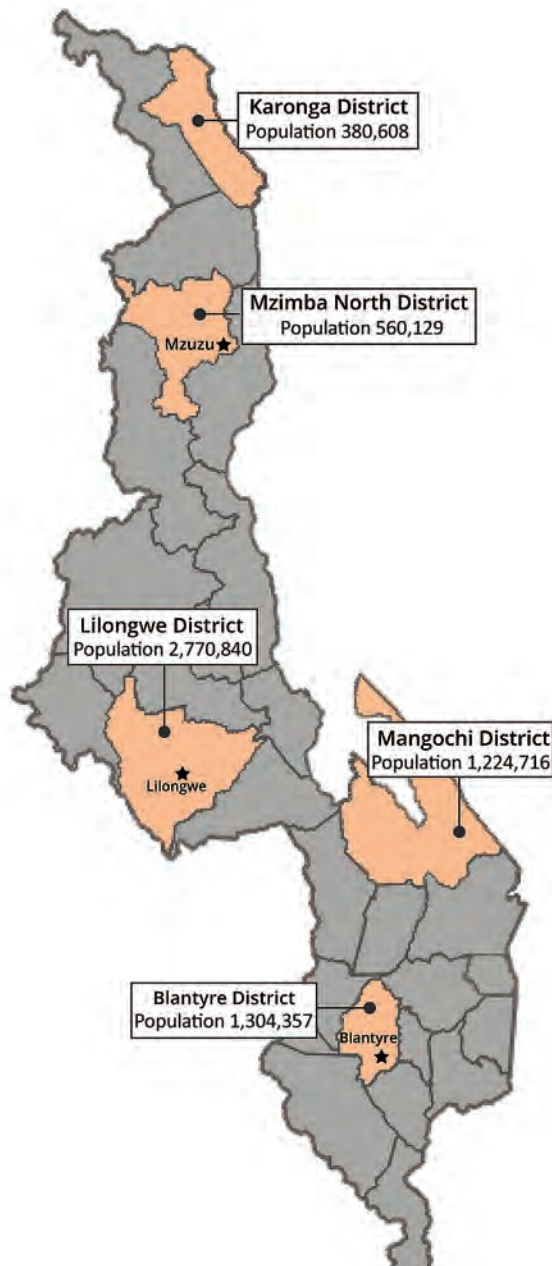 Karonga District
Population 380,608
Mzimba North District
Population 560,129
Mzuzu
Lilongwe District
Population 2,770,840
Mangochi District
Population 1,224,716
Lilongwe
Blantyre District
Population 1,304,357
Blantyre